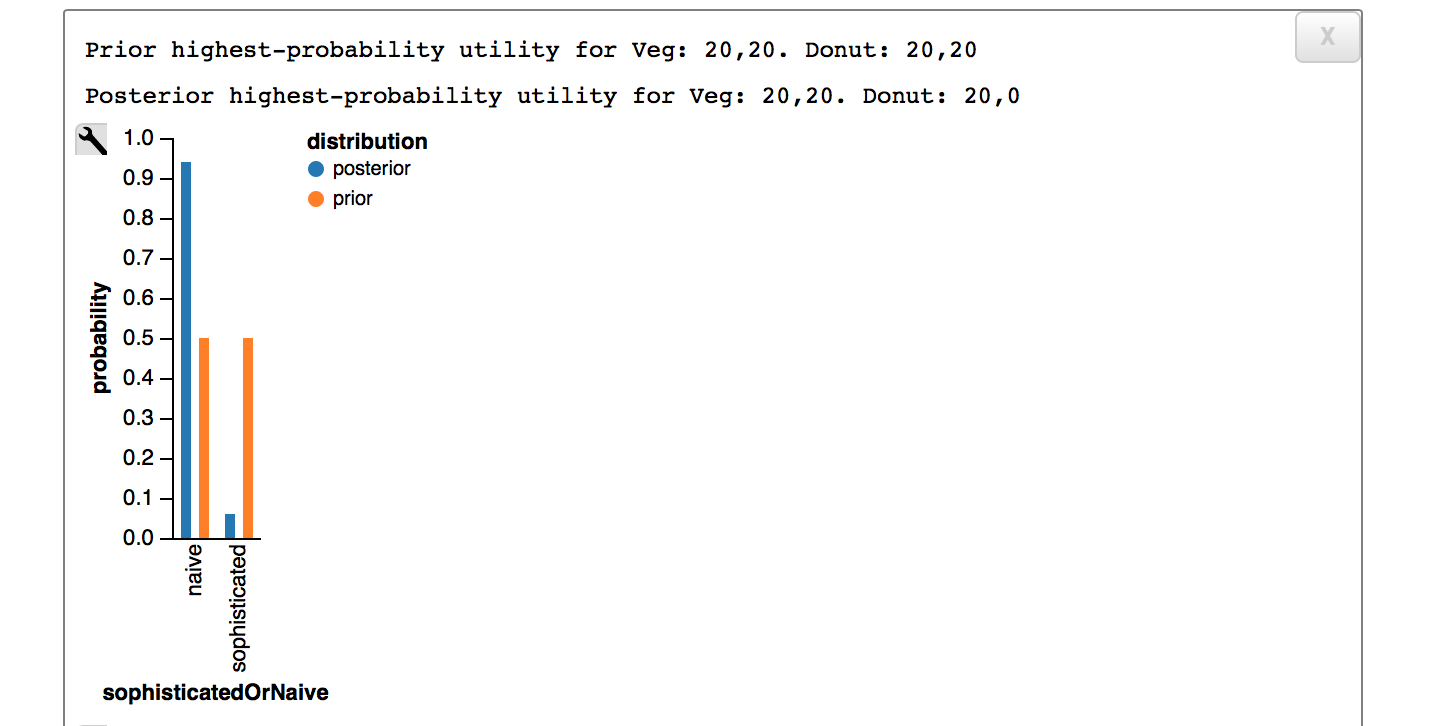 X
Prior highest-probability utility for Veg: 20,20. Donut: 20,20
Posterior highest-probability utility for Veg: 20,20. Donut: 20,0
distribution
posterior
prior
1.0
0.9
0.8
0.7
0.6
0.5
0.4
0.3
0.2
0.1
0.0
probability
naive
sophisticated
sophisticatedOrNaive